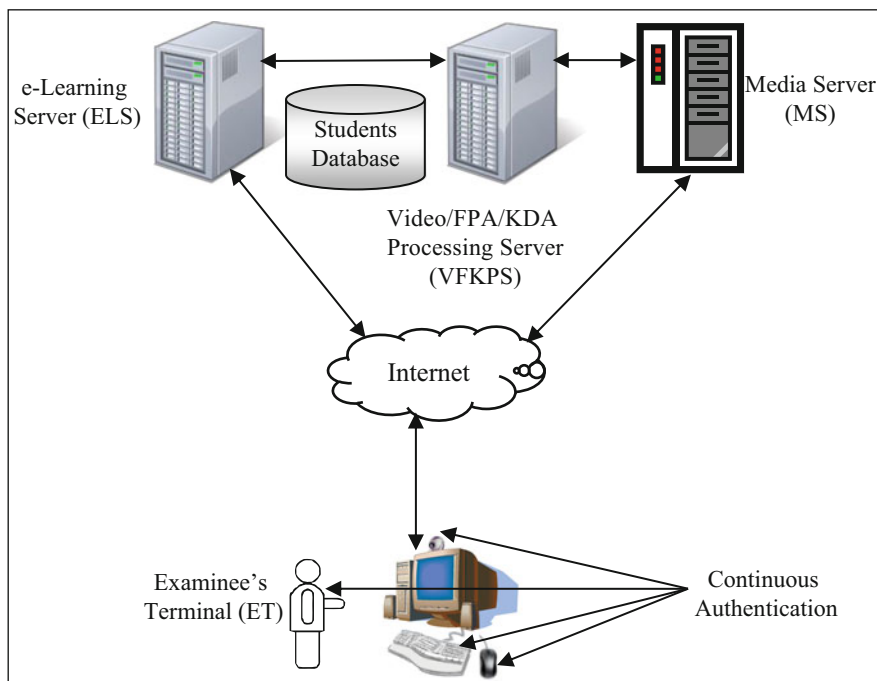 e-Learning
Server (ELS)
Students
Database
Media Server
(MS)
Video/FPA/KDA
Processing Server
(VFKPS)
Internet
Examinee's
Terminal (ET)
Continuous
Authentication